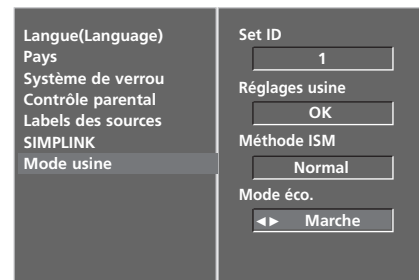 Langue(Language)
Pays
Système de verrou
Contrôle parental
Labels des sources
SIMPLINK
Mode usine
Set ID
1
Réglages usine
OK
Méthode ISM
Normal
Mode éco.
◄► Marche